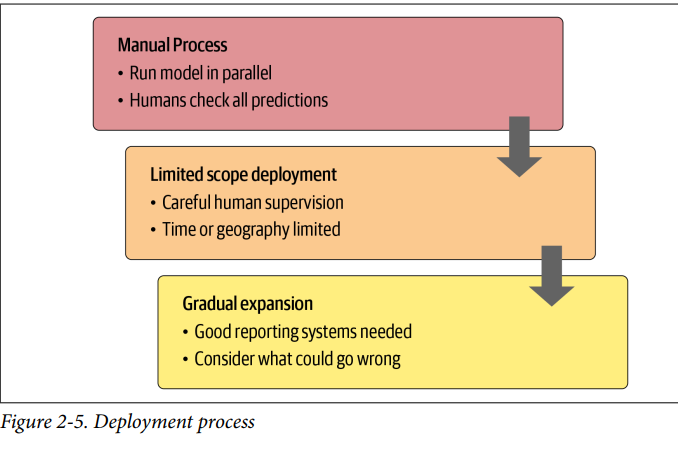 Manual Process
• Run model in parallel
• Humans check all predictions
Limited scope deployment
• Careful human supervision
• Time or geography limited
Gradual expansion
• Good reporting systems needed
• Consider what could go wrong
Figure 2-5. Deployment process